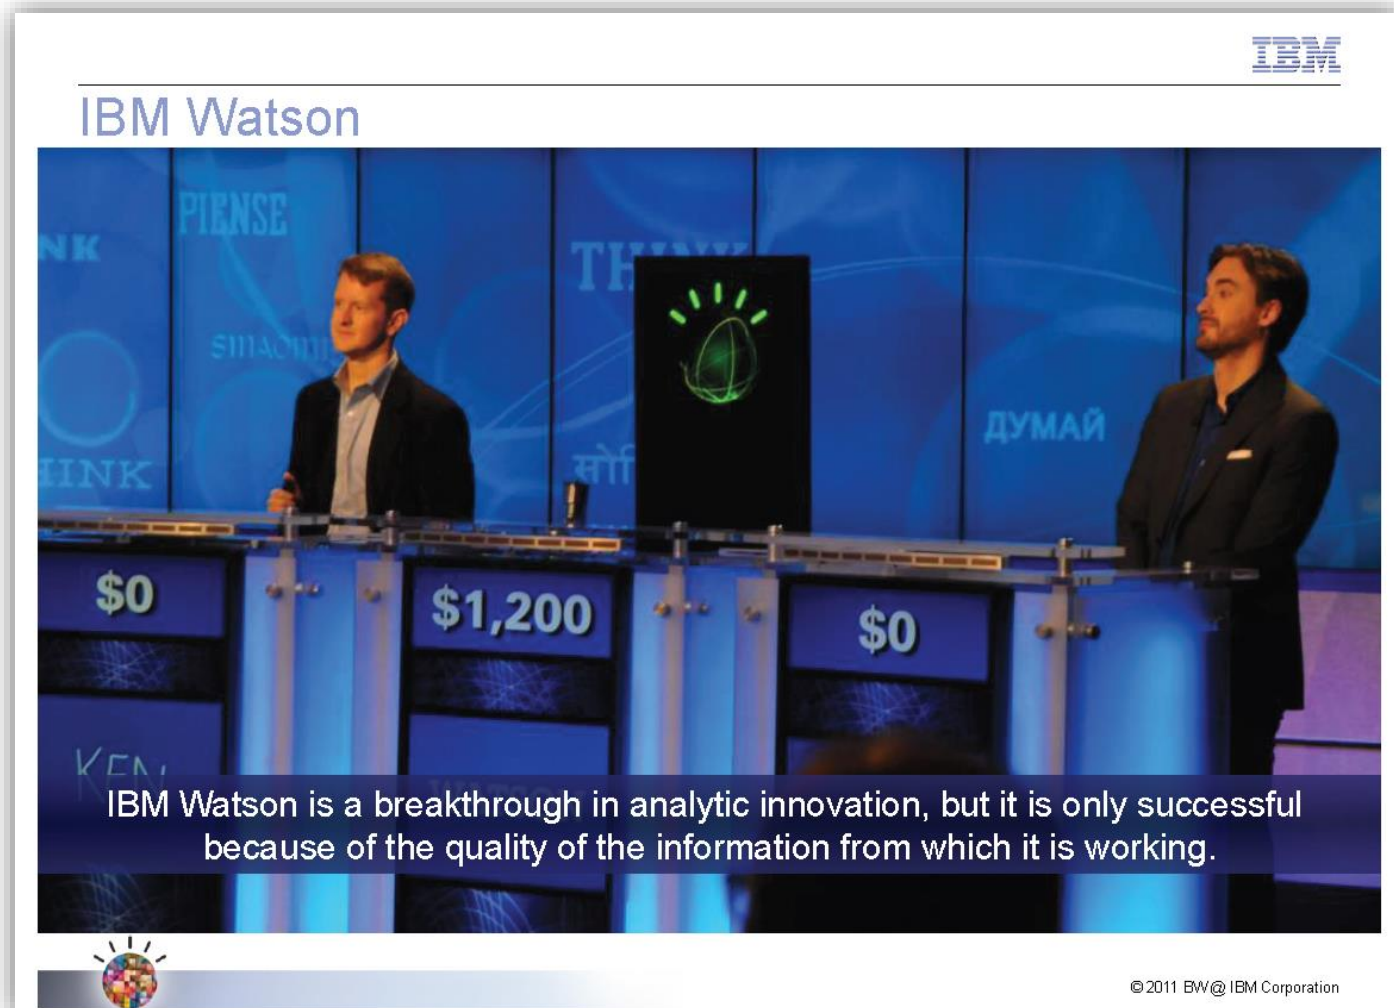 IBM
IBM Watson
PIENSE
NK
THINK
HINK
ДУМАЙ
$0
$1,200
$0
KEN
IBM Watson is a breakthrough in analytic innovation, but it is only successful
because of the quality of the information from which it is working.
©2011 BW@ IBM Corporation